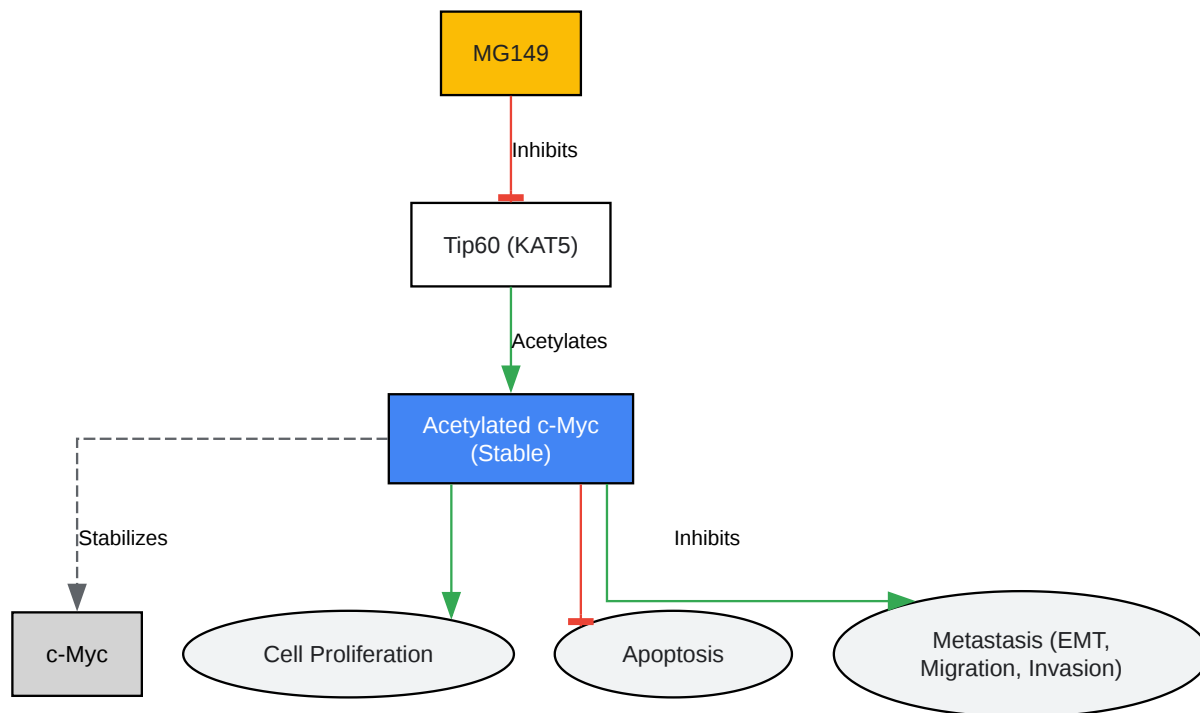 MG149
Inhibits
Tip60 (KAT5)
Acetylates
Acetylated c-Myc
(Stable)
Stabilizes
Inhibits
c-Myc
Cell Proliferation
Apoptosis
Metastasis (EMT,
Migration, Invasion)